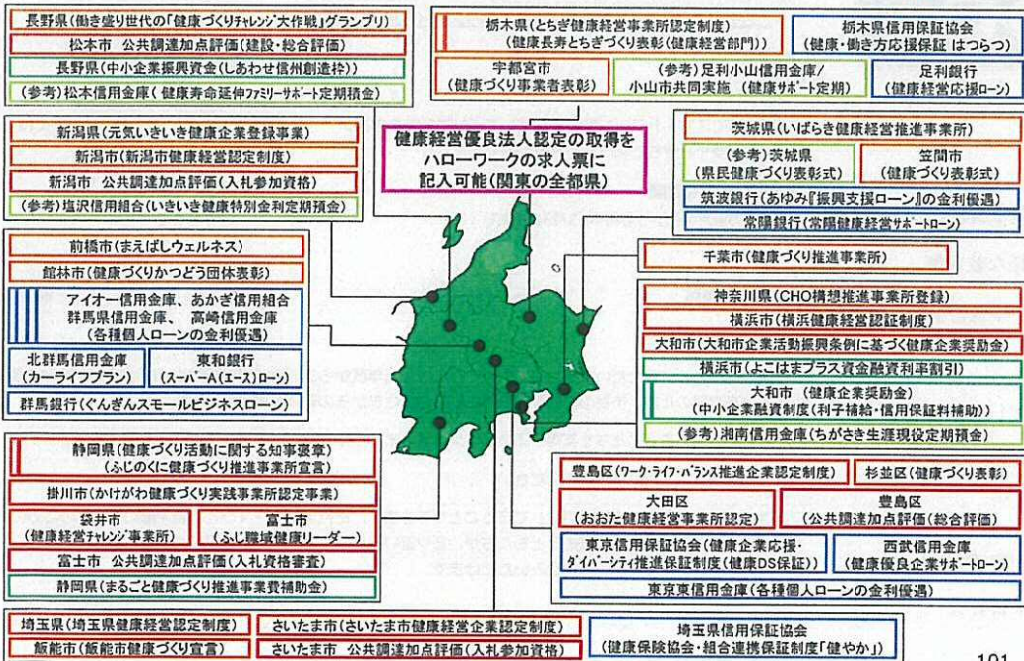 長野県(働き盛り世代の「健康づくりチャレンジ大作戦」グランプリ)
松本市 公共調達加点評価(建設・総合評価)
長野県(中小企業振興資金(しあわせ信州創造枠))
(参考)松本信用金庫(健康寿命延伸ファミリーサポート定期積金)
栃木県(とちぎ健康経営事業所認定制度)
(健康長寿とちぎづくり表彰(健康経営部門))
栃木県信用保証協会
(健康・働き方応援保証 はつらつ)
宇都宮市
(健康づくり事業者表彰)
(参考)足利小山信用金庫/
小山市共同実施 (健康サポート定期)
足利銀行
(健康経営応援ローン)
新潟県(元気いきいき健康企業登録事業)
新潟市(新潟市健康経営認定制度)
新潟市 公共調達加点評価(入札参加資格)
(参考)塩沢信用組合(いきいき健康特別金利定期預金)
健康経営優良法人認定の取得を
ハローワークの求人票に
記入可能(関東の全都県)
茨城県(いばらき健康経営推進事業所)
(参考)茨城県
(県民健康づくり表彰式)
笠間市
(健康づくり表彰式)
筑波銀行(あゆみ『振興支援ローン』の金利優遇)
常陽銀行(常陽健康経営サポートローン)
前橋市(まえばしウェルネス)
館林市(健康づくりかつどう団体表彰)
アイオー信用金庫、あかぎ信用組合
群馬県信用金庫、 高崎信用金庫
(各種個人ローンの金利優遇)
北群馬信用金庫
(カーライフプラン)
東和銀行
(スーパーA(エース)ローン)
群馬銀行(ぐんぎんスモールビジネスローン)
千葉市(健康づくり推進事業所)
神奈川県(CHO構想推進事業所登録)
横浜市(横浜健康経営認証制度)
大和市(大和市企業活動振興条例に基づく健康企業奨励金)
横浜市(よこはまプラス資金融資利率割引)
大和市 (健康企業奨励金)
(中小企業融資制度(利子補給・信用保証料補助))
(参考)湘南信用金庫(ちがさき生涯現役定期預金)
静岡県(健康づくり活動に関する知事褒章)
(ふじのくに健康づくり推進事業所宣言)
掛川市(かけがわ健康づくり実践事業所認定事業)
袋井市
(健康経営チャレンジ事業所)
富士市
(ふじ職域健康リーダー)
富士市 公共調達加点評価(入札資格審査)
静岡県(まるごと健康づくり推進事業費補助金)
豊島区(ワーク・ライフ・バランス推進企業認定制度)
杉並区(健康づくり表彰)
大田区
(おおた健康経営事業所認定)
豊島区
(公共調達加点評価(総合評価)
東京信用保証協会(健康企業応援・
ダイバーシティ推進保証制度(健康DS保証))
西武信用金庫
(健康優良企業サポートローン)
東京東信用金庫(各種個人ローンの金利優遇)
埼玉県(埼玉県健康経営認定制度)
さいたま市(さいたま市健康経営企業認定制度)
飯能市(飯能市健康づくり宣言)
さいたま市 公共調達加点評価(入札参加資格)
埼玉県信用保証協会
(健康保険協会・組合連携保証制度「健やか」)
101